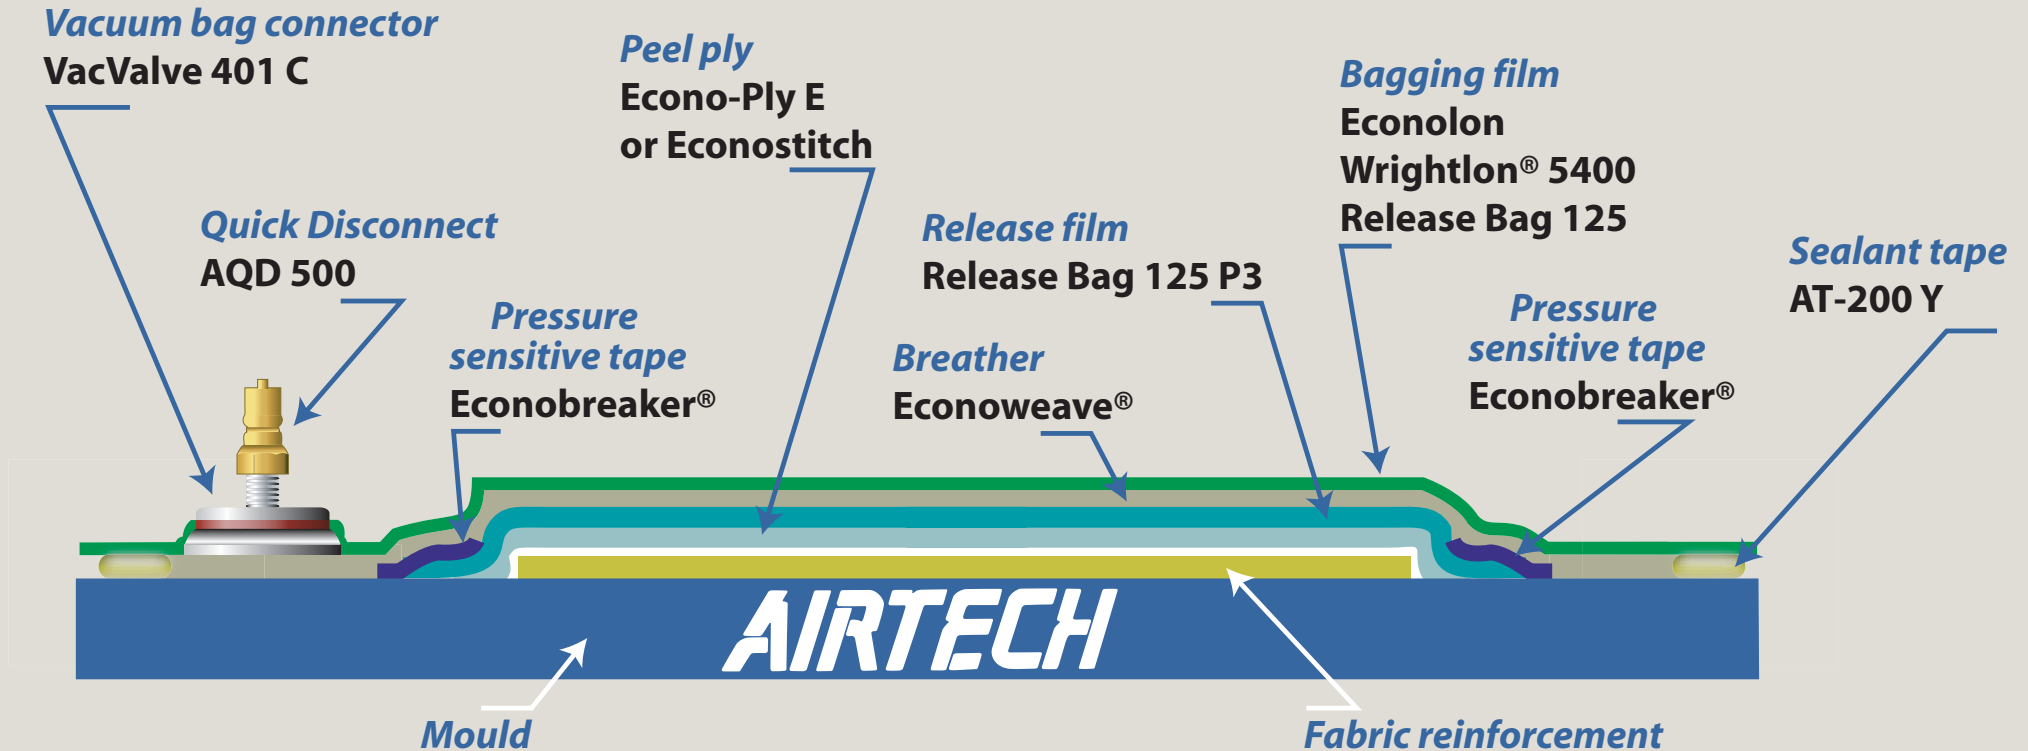 Vacuum bag connector
VacValve 401 C
Peel ply
Econo-Ply E
or Econostitch
Bagging film
Econolon
Wrightlon® 5400
Release Bag 125
Quick Disconnect
AQD 500
Release film
Release Bag 125 P3
Sealant tape
AT-200 Y
Pressure
sensitive tape
Econobreaker®
Breather
Econoweave®
Pressure
sensitive tape
Econobreaker®
AIRTECH
Mould
Fabric reinforcement